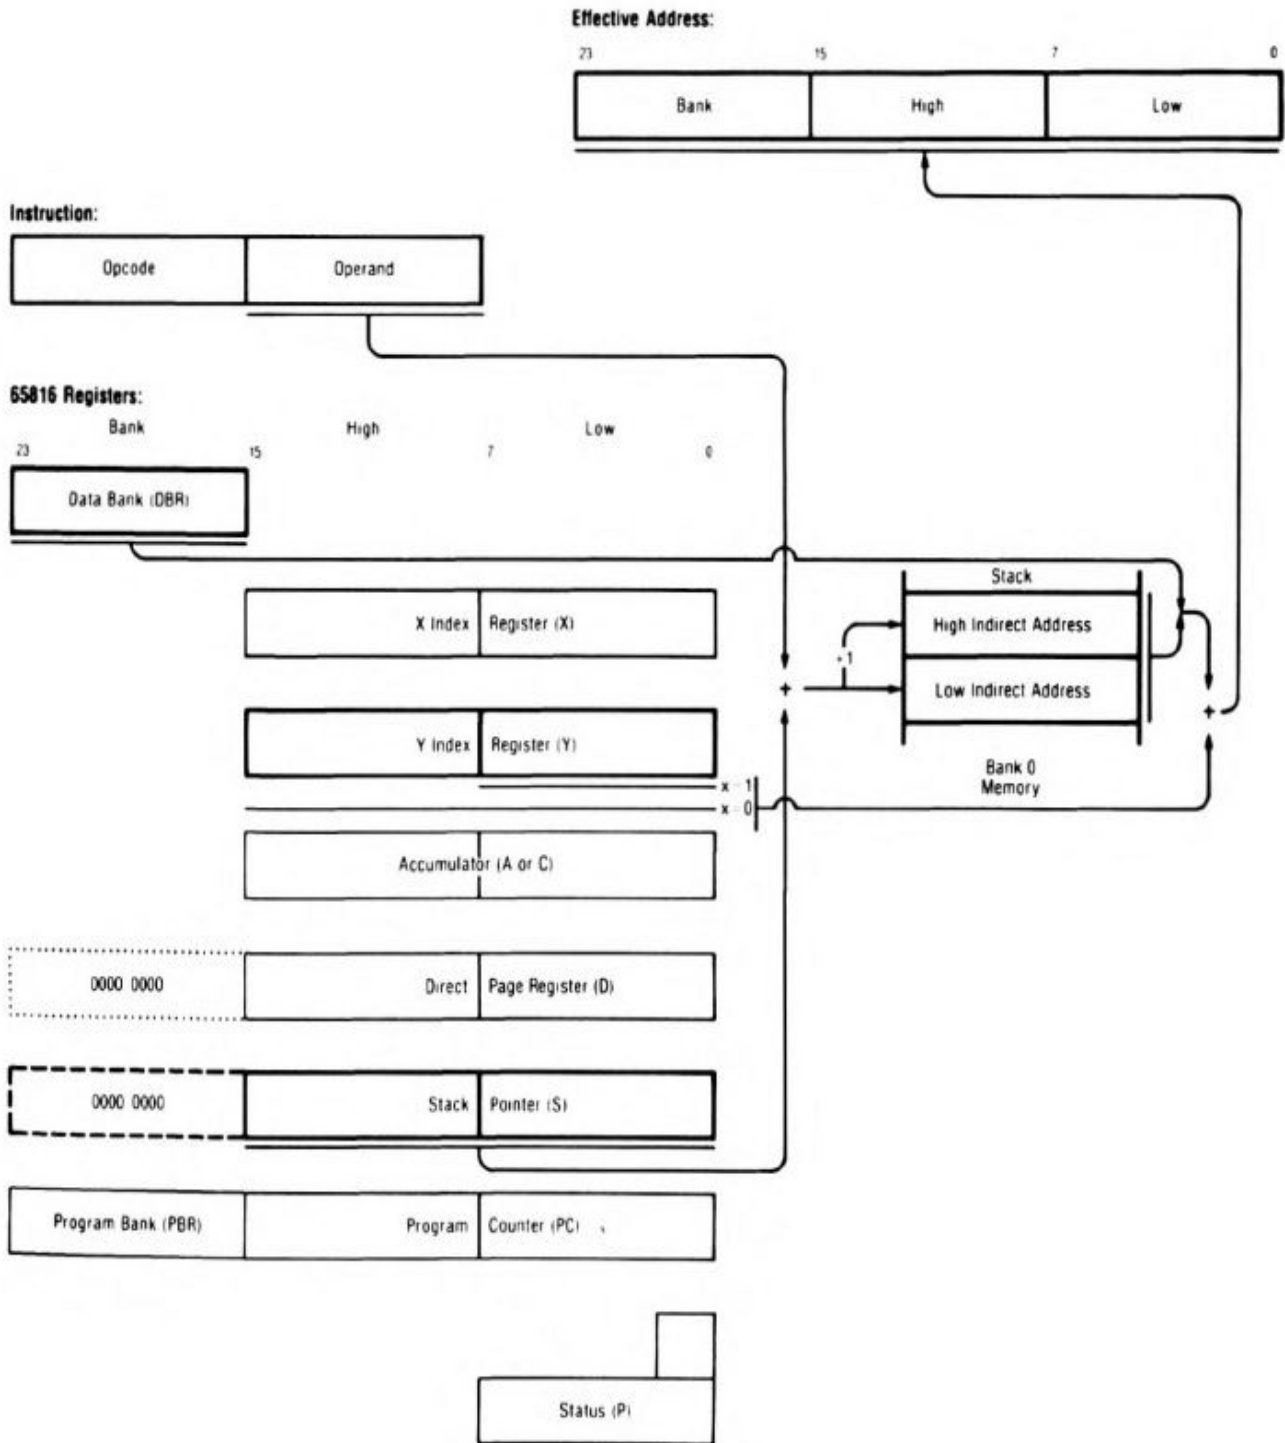 Effective Address:
23 15 7 0
Bank High Low
Instruction:
Opcode Operand
65816 Registers:
Bank High Low
23 15 7 0
Data Bank (DBR)
Stack
X Index Register (X)
High Indirect Address
+1
+
Low Indirect Address
+
Y Index Register (Y)
Bank 0
Memory
x = 1
x = 0
Accumulator (A or C)
0000 0000 Direct Page Register (D)
0000 0000 Stack Pointer (S)
Program Bank (PBR) Program Counter (PC)
Status (P)